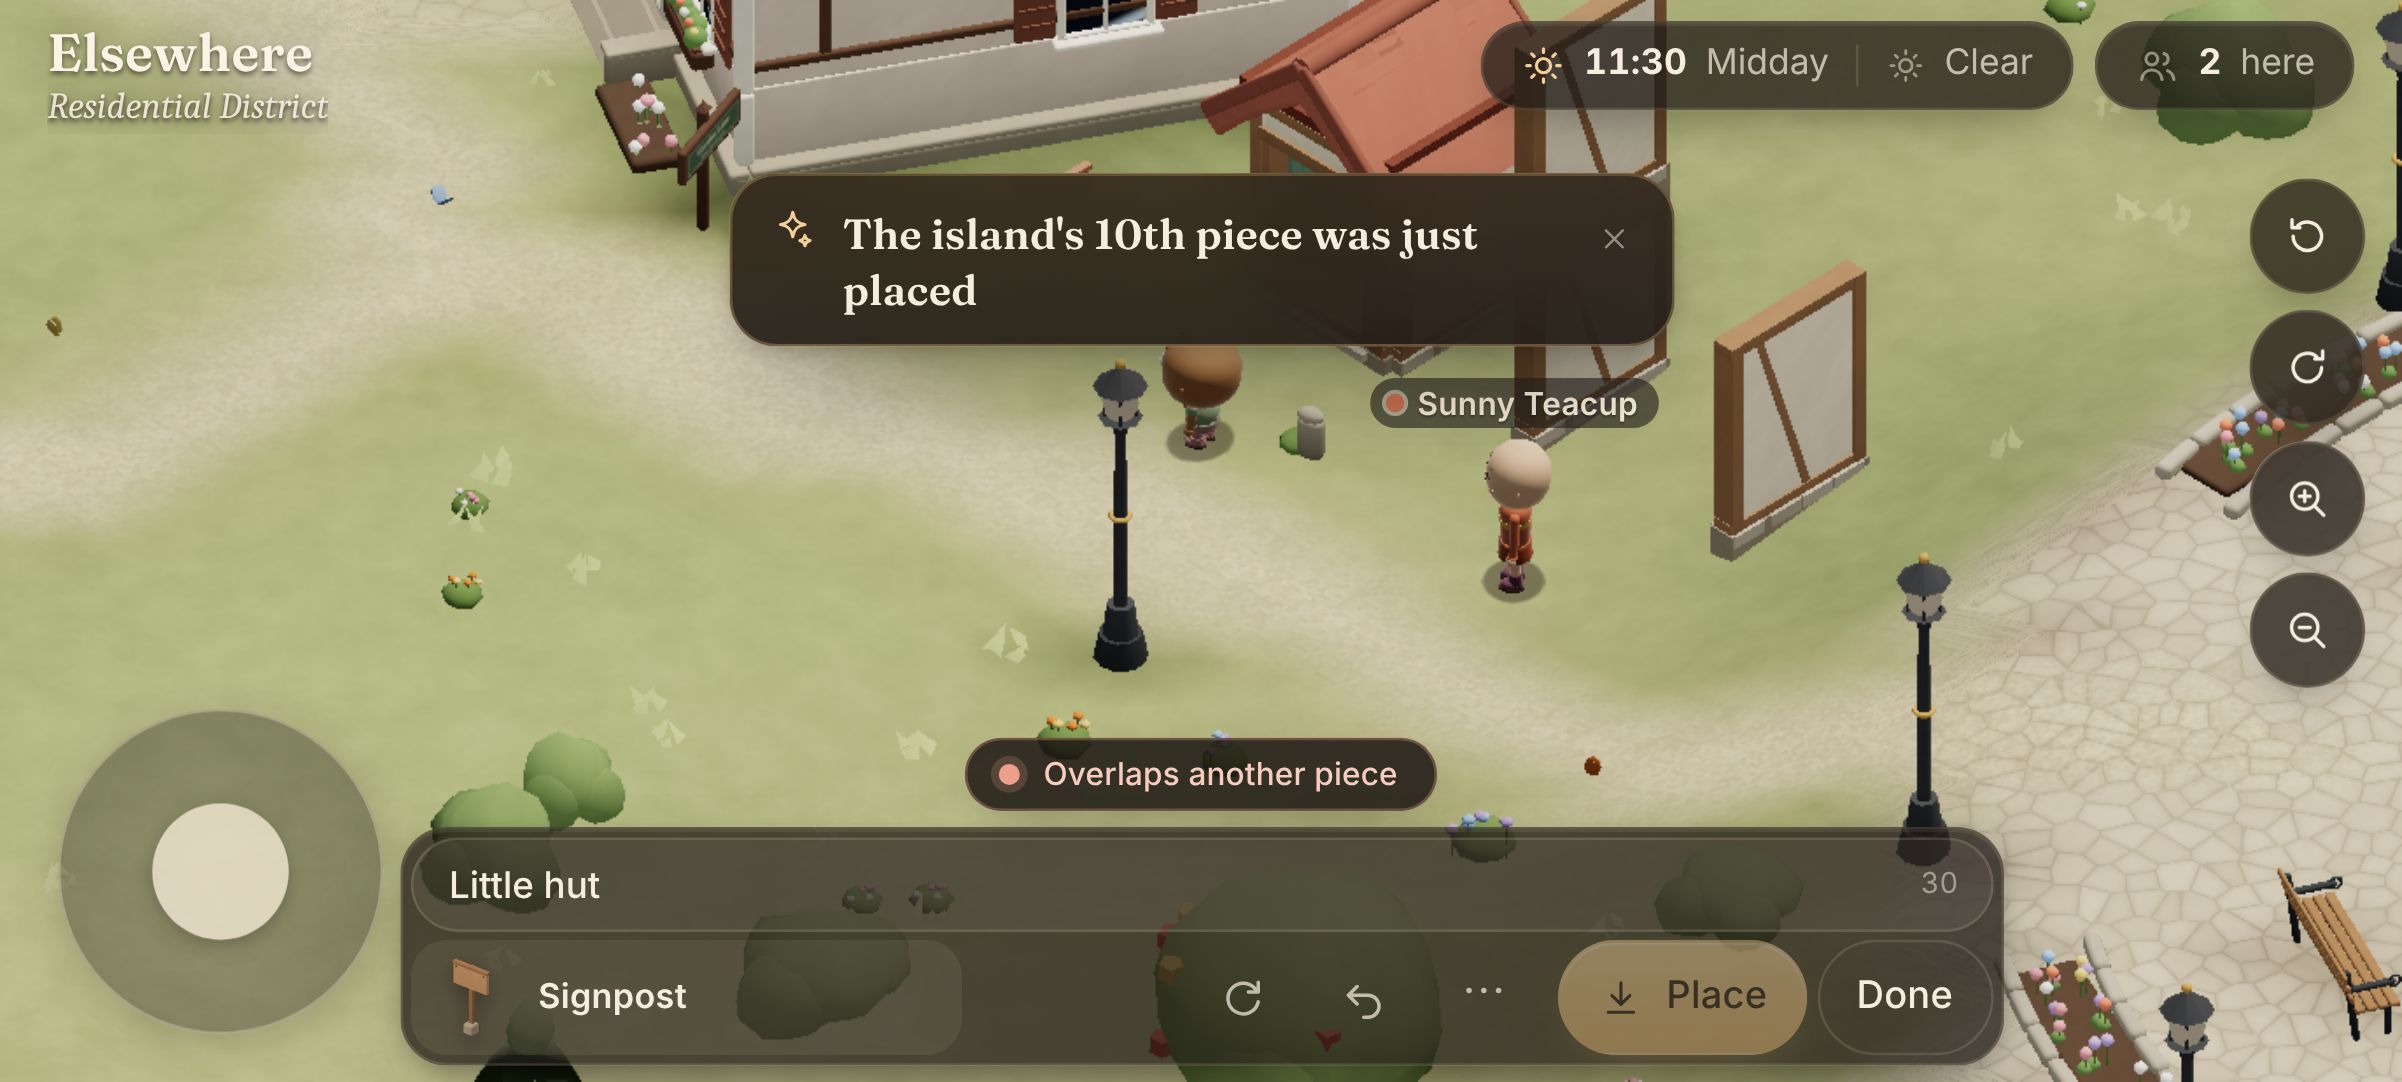 Elsewhere
Residential District
11:30 Midday Clear
2 here
The island's 10th piece was just
placed
Sunny Teacup
Overlaps another piece
Little hut
30
Signpost
Place
Done